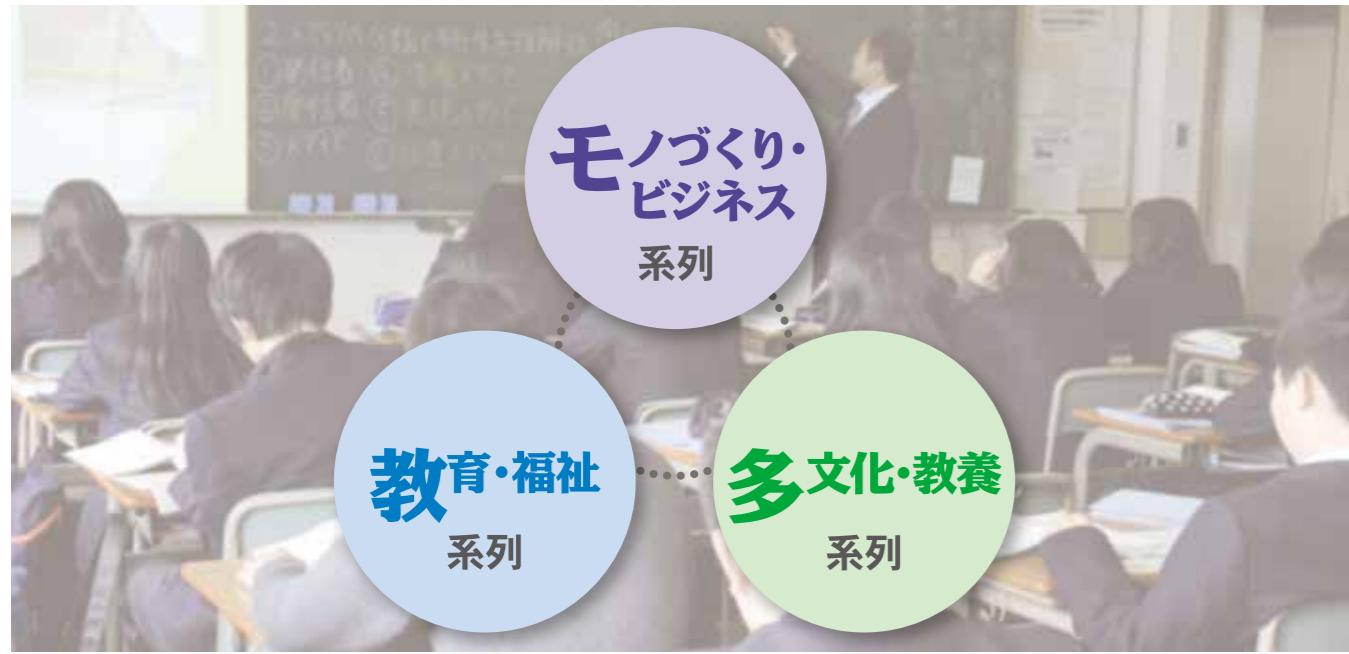 モノづくり・
ビジネス
系列
教育・福祉
系列
多文化・教養
系列